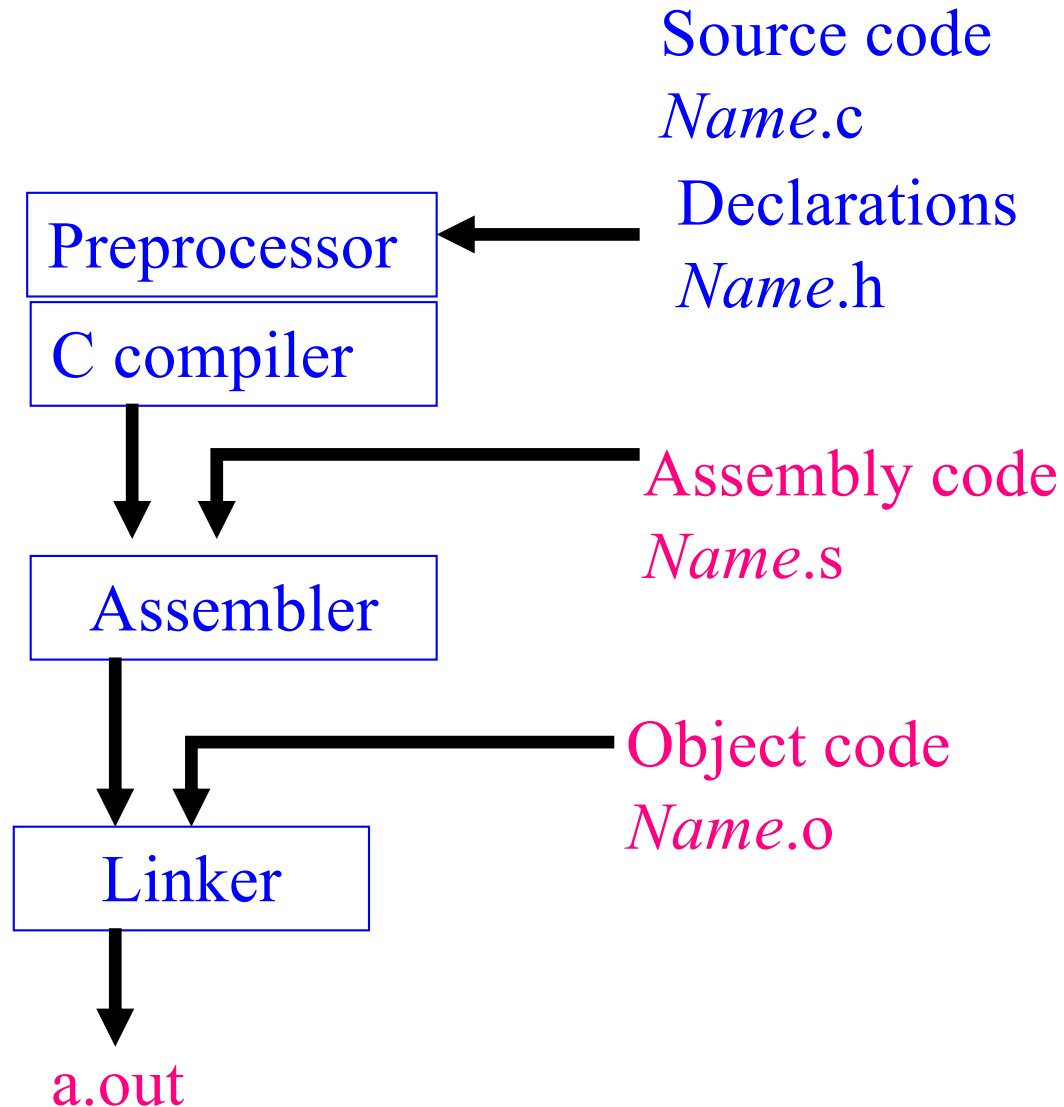 Source code
Name.c
Declarations
Name.h
Preprocessor
C compiler
Assembly code
Name.s
Assembler
Object code
Name.o
Linker
a.out